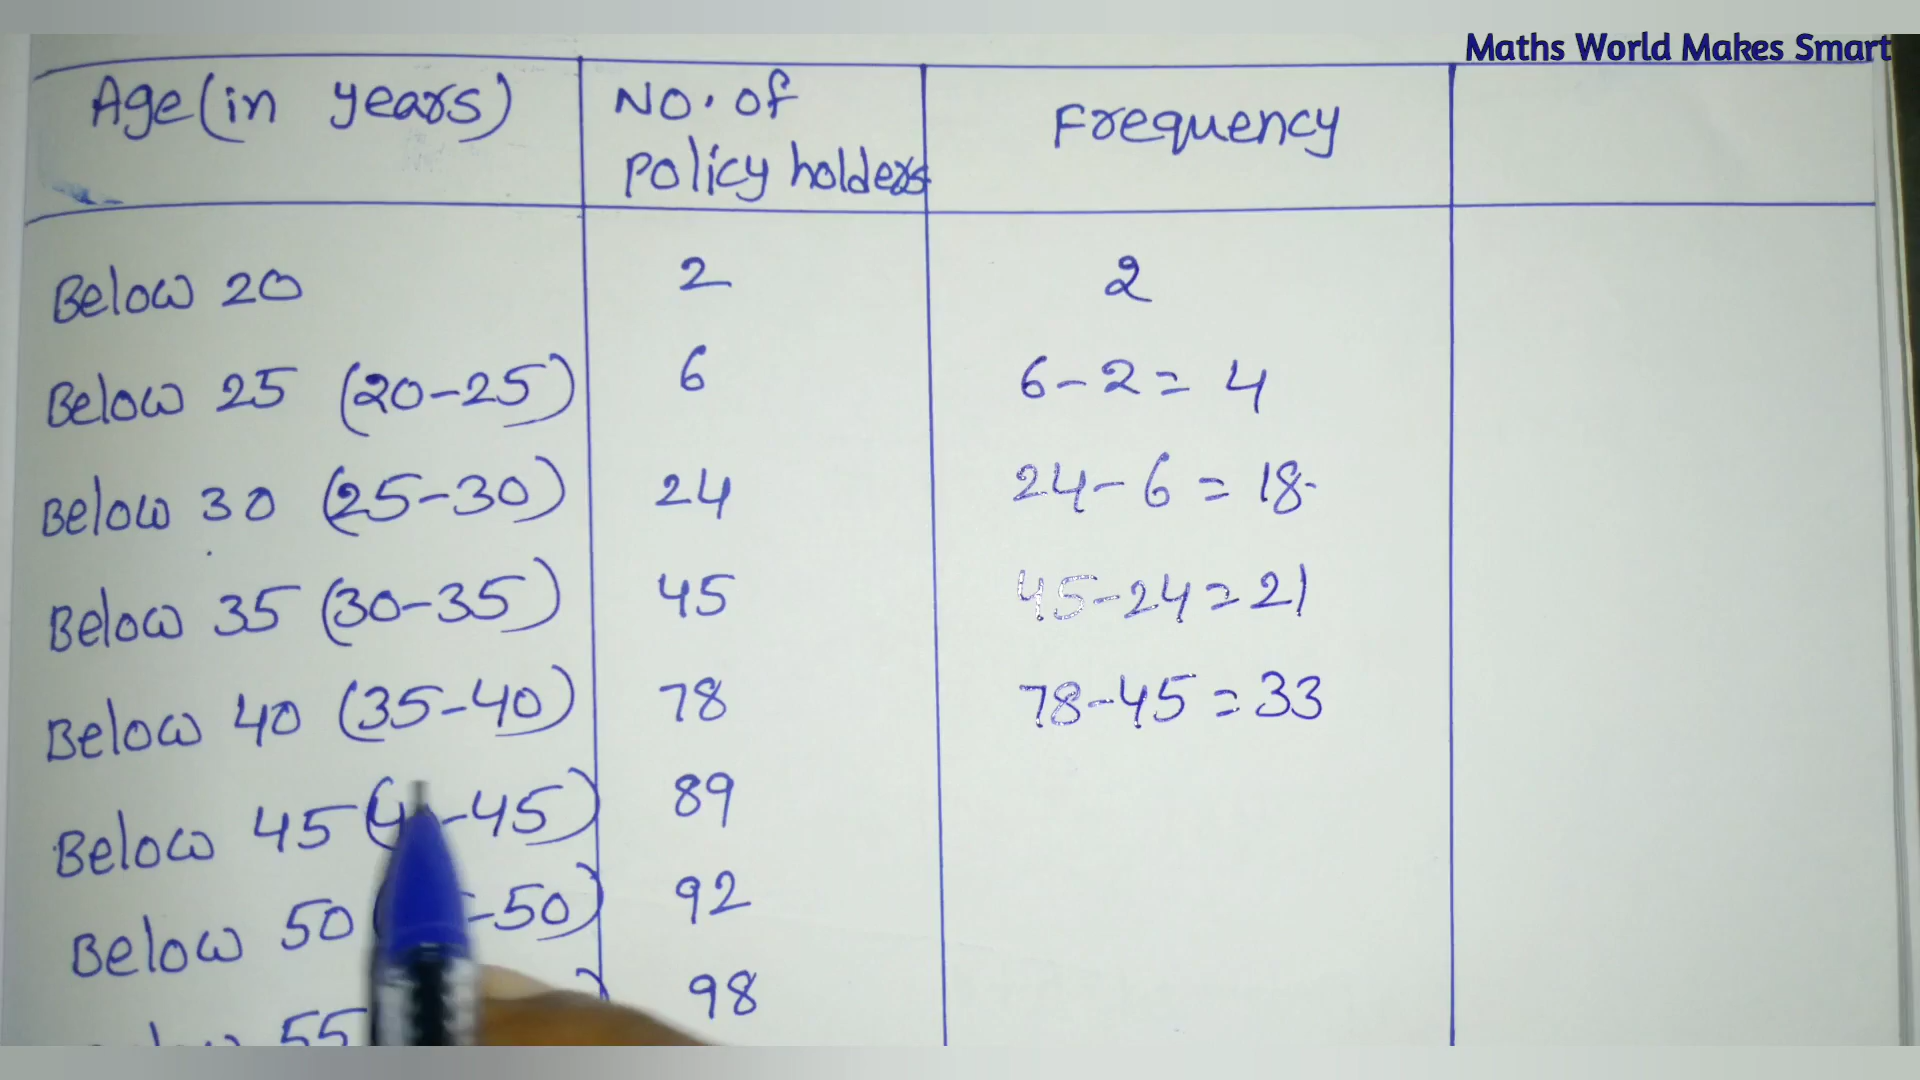 Maths World Makes Smart
Age (in years) No. of policy holders Frequency
Below 20 2 2
Below 25 (20-25) 6 6-2= 4
Below 30 (25-30) 24 24-6 = 18
Below 35 (30-35) 45 45-24=21
Below 40 (35-40) 78 78-45=33
Below 45 -45) 89
Below 50 -50) 92
55 98